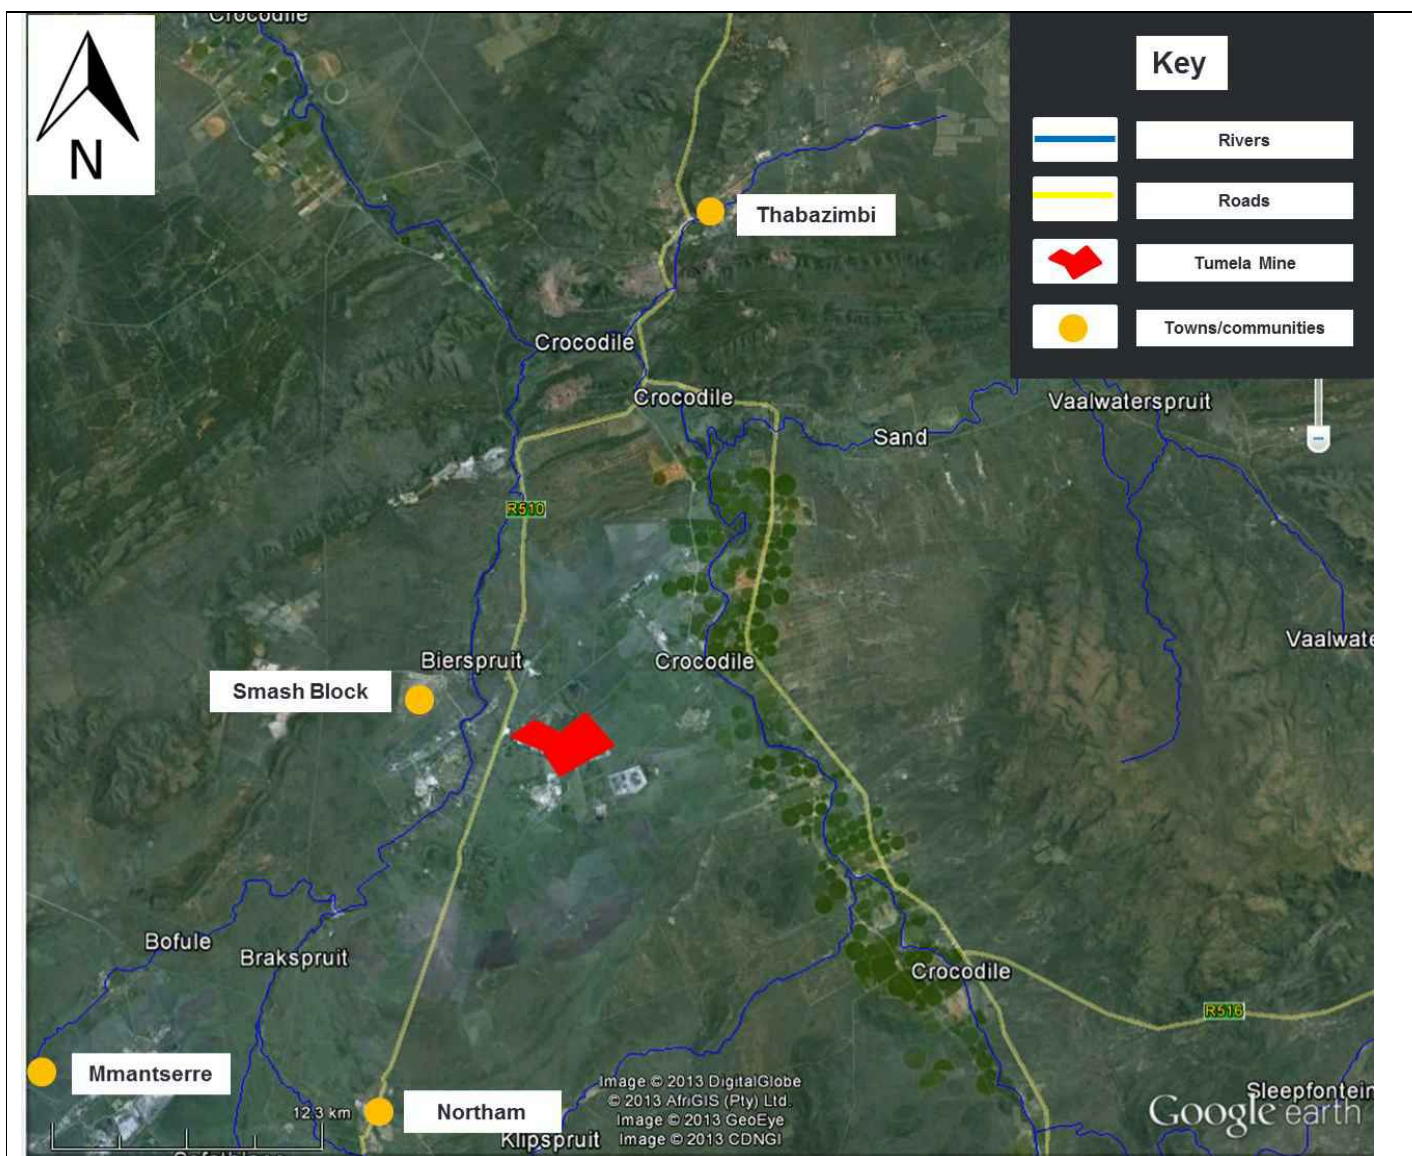 Crocodile
N
Key
Rivers
Roads
Tumela Mine
Towns/communities
Thabazimbi
Crocodile
Crocodile
Vaalwaterspruit
Sand
R510
Bierspruit
Crocodile
Smash Block
Bofule
Brakspruit
Crocodile
R516
Mmantserre
Northam
12.3 km
Klipspruit
Image © 2013 DigitalGlobe
© 2013 AfriGIS (Pty) Ltd.
Image © 2013 GeoEye
Image © 2013 CDNGI
Sleepfontein
Google earth